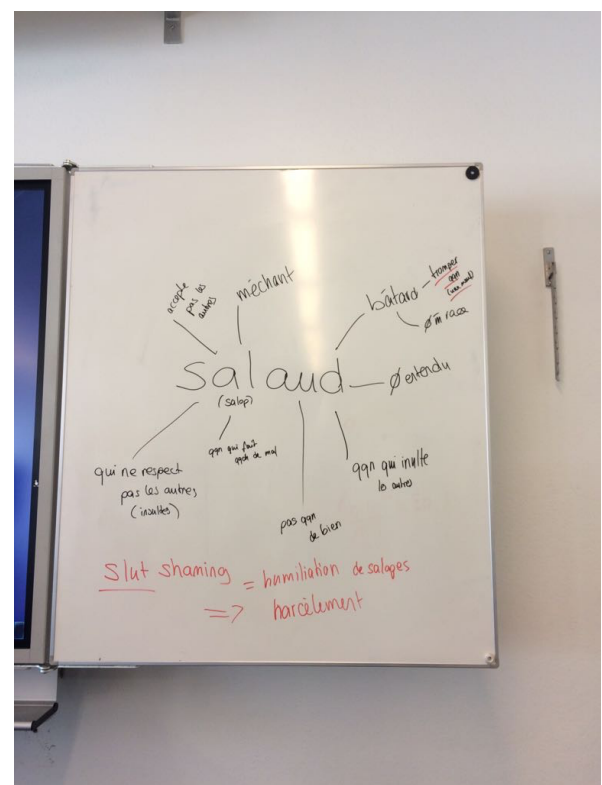 accepte
pas les
autres
méchant
bâtard
tromper
qqn
Ø m̂ race
salaud
(salop)
Ø entendu
qui ne respect
pas les autres
(insultes)
qqn qui fait
qqch de mal
pas qqn
de bien
qqn qui inulte
les autres
Slut shaming = humiliation de salopes
=> harcèlement